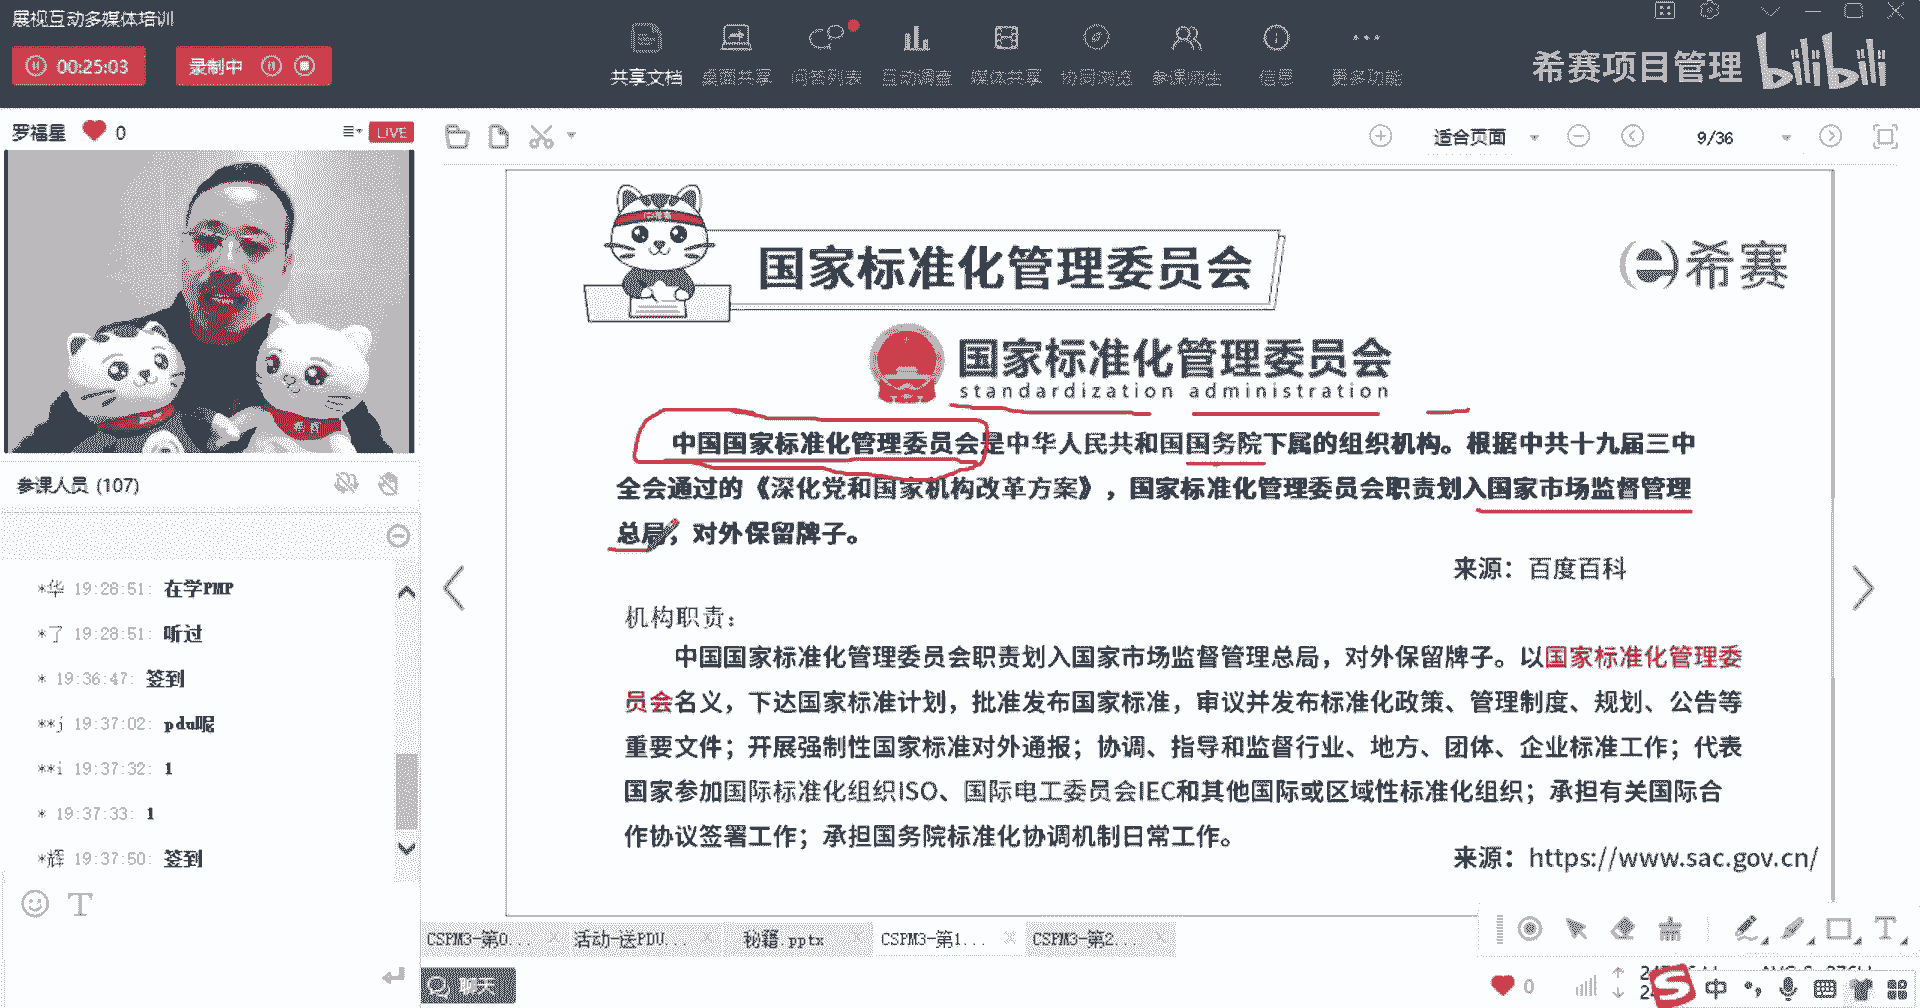 展视互动多媒体培训
00:25:03
录制中
共享文档
桌面共享
问答列表
互动调查
媒体共享
协同浏览
参课师生
信息
更多功能
希赛项目管理
bilibili
罗福星
0
LIVE
适合页面
9/36
国家标准化管理委员会
希赛
国家标准化管理委员会
standardization administration
中国国家标准化管理委员会是中华人民共和国国务院下属的组织机构。根据中共十九届三中
全会通过的《深化党和国家机构改革方案》，国家标准化管理委员会职责划入国家市场监督管理
总局，对外保留牌子。
来源：百度百科
机构职责：
中国国家标准化管理委员会职责划入国家市场监督管理总局，对外保留牌子。以国家标准化管理委
员会名义，下达国家标准计划，批准发布国家标准，审议并发布标准化政策、管理制度、规划、公告等
重要文件；开展强制性国家标准对外通报；协调、指导和监督行业、地方、团体、企业标准工作；代表
国家参加国际标准化组织ISO、国际电工委员会IEC和其他国际或区域性标准化组织；承担有关国际合
作协议签署工作；承担国务院标准化协调机制日常工作。
来源：https://www.sac.gov.cn/
参课人员 (107)
*华 19:28:51: 在学PMP
*了 19:28:51: 听过
* 19:36:47: 签到
**j 19:37:02: pdu呢
**i 19:37:32: 1
* 19:37:33: 1
*辉 19:37:50: 签到
CSPM3-第0...
活动-送PDU...
秘籍.pptx
CSPM3-第1...
CSPM3-第2...
聊天
0
中